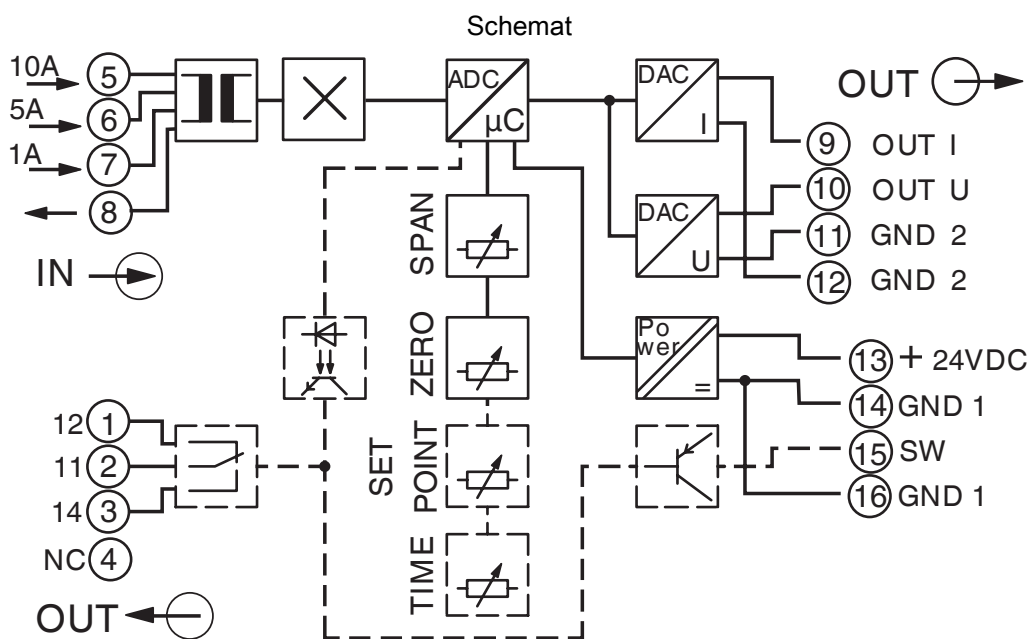 Schemat
10A 5
5A 6
1A 7
8
IN
ADC
µC
DAC
I
DAC
U
OUT
9 OUT I
10 OUT U
11 GND 2
12 GND 2
SPAN
ZERO
SET
POINT
TIME
Po
wer
=
13 + 24VDC
14 GND 1
15 SW
16 GND 1
12 1
11 2
14 3
NC 4
OUT